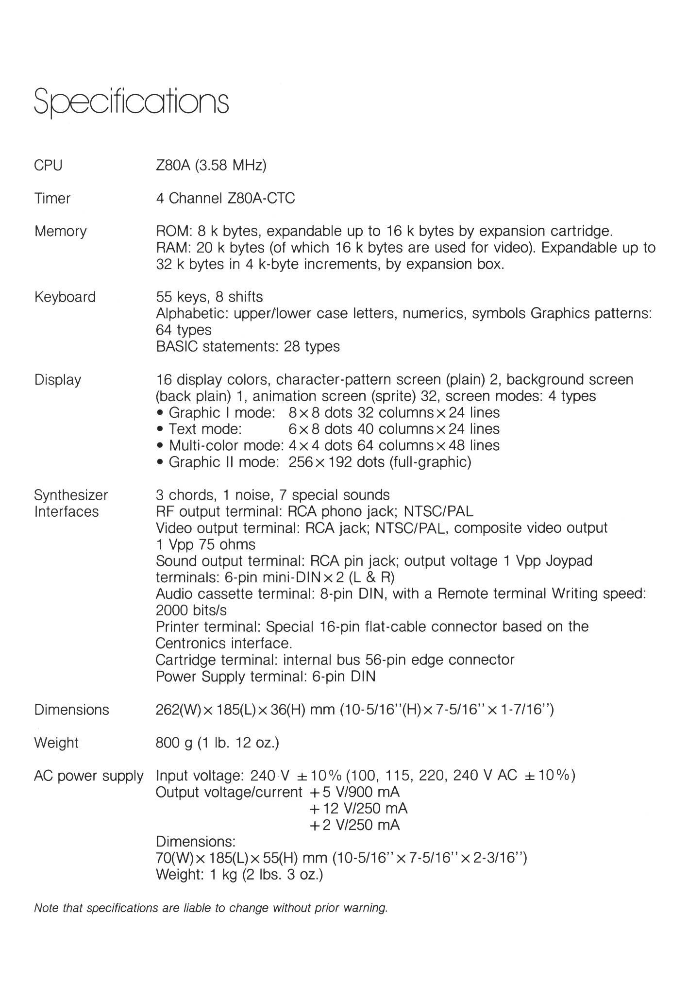 Specifications
CPU Z80A (3.58 MHz)
Timer 4 Channel Z80A-CTC
Memory ROM: 8 k bytes, expandable up to 16 k bytes by expansion cartridge.
RAM: 20 k bytes (of which 16 k bytes are used for video). Expandable up to
32 k bytes in 4 k-byte increments, by expansion box.
Keyboard 55 keys, 8 shifts
Alphabetic: upper/lower case letters, numerics, symbols Graphics patterns:
64 types
BASIC statements: 28 types
Display 16 display colors, character-pattern screen (plain) 2, background screen
(back plain) 1, animation screen (sprite) 32, screen modes: 4 types
• Graphic I mode: 8×8 dots 32 columns×24 lines
• Text mode: 6×8 dots 40 columns×24 lines
• Multi-color mode: 4×4 dots 64 columns×48 lines
• Graphic II mode: 256×192 dots (full-graphic)
Synthesizer 3 chords, 1 noise, 7 special sounds
Interfaces RF output terminal: RCA phono jack; NTSC/PAL
Video output terminal: RCA jack; NTSC/PAL, composite video output
1 Vpp 75 ohms
Sound output terminal: RCA pin jack; output voltage 1 Vpp Joypad
terminals: 6-pin mini-DIN×2 (L & R)
Audio cassette terminal: 8-pin DIN, with a Remote terminal Writing speed:
2000 bits/s
Printer terminal: Special 16-pin flat-cable connector based on the
Centronics interface.
Cartridge terminal: internal bus 56-pin edge connector
Power Supply terminal: 6-pin DIN
Dimensions 262(W)×185(L)×36(H) mm (10-5/16''(H)×7-5/16''×1-7/16'')
Weight 800 g (1 lb. 12 oz.)
AC power supply Input voltage: 240 V ±10% (100, 115, 220, 240 V AC ±10%)
Output voltage/current +5 V/900 mA
+12 V/250 mA
+2 V/250 mA
Dimensions:
70(W)×185(L)×55(H) mm (10-5/16''×7-5/16''×2-3/16'')
Weight: 1 kg (2 lbs. 3 oz.)
Note that specifications are liable to change without prior warning.